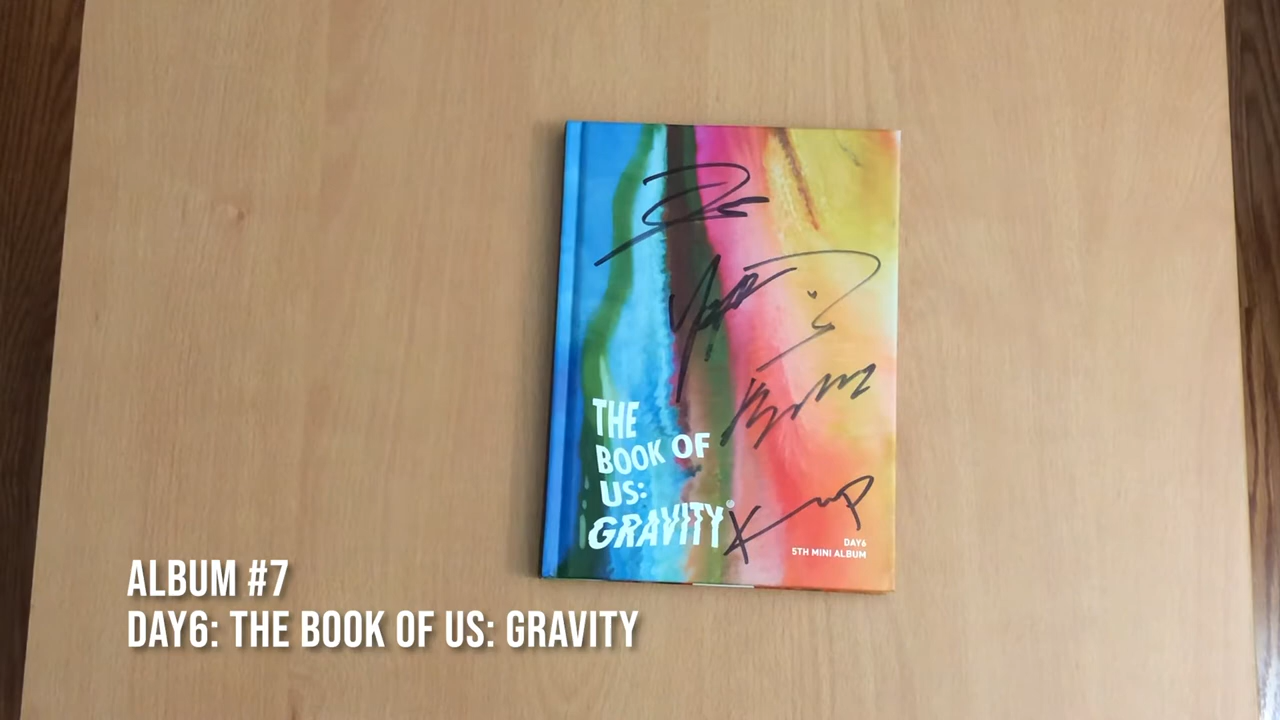 THE
BOOK OF
US:
GRAVITY
DAY6
5TH MINI ALBUM
ALBUM #7
DAY6: THE BOOK OF US: GRAVITY